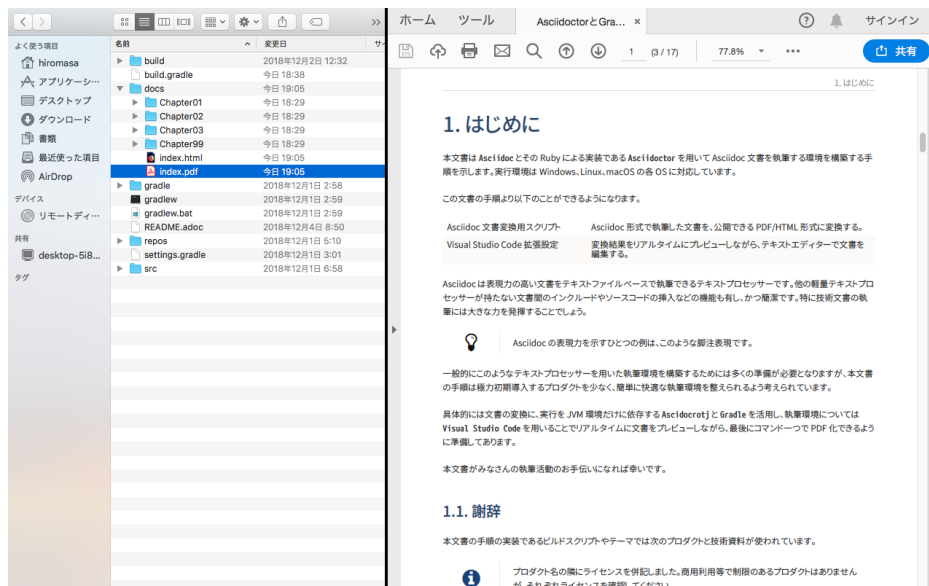 よく使う項目
hiromasa
アプリケーシ…
デスクトップ
ダウンロード
書類
最近使った項目
AirDrop
デバイス
リモートディ…
共有
desktop-5i8...
タグ
名前 変更日 サ
build 2018年12月2日 12:32
build.gradle 今日 18:38
docs 今日 19:05
Chapter01 今日 18:29
Chapter02 今日 18:29
Chapter03 今日 18:29
Chapter99 今日 18:29
index.html 今日 19:05
index.pdf 今日 19:05
gradle 2018年12月1日 2:58
gradlew 2018年12月1日 2:59
gradlew.bat 2018年12月1日 2:59
README.adoc 2018年12月4日 8:50
repos 2018年12月1日 5:10
settings.gradle 2018年12月1日 3:01
src 2018年12月1日 6:58
ホーム ツール AsciidoctorとGra... × サインイン
1 (3 / 17) 77.8% 共有
1. はじめに
1. はじめに
本文書は Asciidoc とその Ruby による実装である Asciidoctor を用いて Asciidoc 文書を執筆する環境を構築する手
順を示します。実行環境は Windows、Linux、macOS の各 OS に対応しています。
この文書の手順より以下のことができるようになります。
Asciidoc 文書変換用スクリプト Asciidoc 形式で執筆した文書を、公開できる PDF/HTML 形式に変換する。
Visual Studio Code 拡張設定 変換結果をリアルタイムにプレビューしながら、テキストエディターで文書を
編集する。
Asciidoc は表現力の高い文書をテキストファイルベースで執筆できるテキストプロセッサーです。他の軽量テキストプロ
セッサーが持たない文書間のインクルードやソースコードの挿入などの機能も有し、かつ簡潔です。特に技術文書の執
筆には大きな力を発揮することでしょう。
Asciidoc の表現力を示すひとつの例は、このような脚注表現です。
一般的にこのようなテキストプロセッサーを用いた執筆環境を構築するためには多くの準備が必要となりますが、本文書
の手順は極力初期導入するプロダクトを少なく、簡単に快適な執筆環境を整えられるよう考えられています。
具体的には文書の変換に、実行を JVM 環境だけに依存する Ascidocrotj と Gradle を活用し、執筆環境については
Visual Studio Code を用いることでリアルタイムに文書をプレビューしながら、最後にコマンド一つで PDF 化できるよう
に準備してあります。
本文書がみなさんの執筆活動のお手伝いになれば幸いです。
1.1. 謝辞
本文書の手順の実装であるビルドスクリプトやテーマでは次のプロダクトと技術資料が使われています。
プロダクト名の隣にライセンスを併記しました。商用利用等で制限のあるプロダクトはありません
が、それぞれライセンスを確認してください